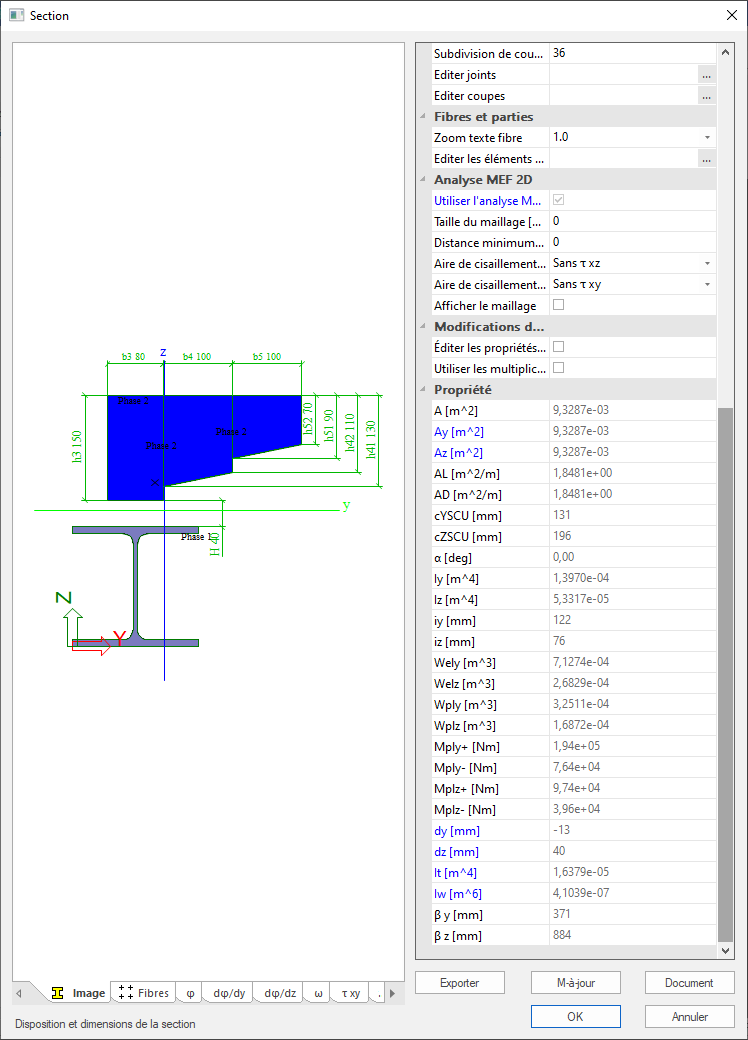 Section
b3 80
z
b4 100
b5 100
Phase 2
Phase 2
Phase 2
h3 150
h52 70
h51 90
h42 110
h41 130
y
Phase 1
H 40
Z
Y
Subdivision de cou... 36
Editer joints ...
Editer coupes ...
Fibres et parties
Zoom texte fibre 1.0
Editer les éléments ... ...
Analyse MEF 2D
Utiliser l'analyse M...
Taille du maillage [... 0
Distance minimum... 0
Aire de cisaillement... Sans τ xz
Aire de cisaillement... Sans τ xy
Afficher le maillage
Modifications d...
Éditer les propriétés...
Utiliser les multiplic...
Propriété
A [m^2] 9,3287e-03
Ay [m^2] 9,3287e-03
Az [m^2] 9,3287e-03
AL [m^2/m] 1,8481e+00
AD [m^2/m] 1,8481e+00
cYSCU [mm] 131
cZSCU [mm] 196
α [deg] 0,00
Iy [m^4] 1,3970e-04
Iz [m^4] 5,3317e-05
iy [mm] 122
iz [mm] 76
Wely [m^3] 7,1274e-04
Welz [m^3] 2,6829e-04
Wply [m^3] 3,2511e-04
Wplz [m^3] 1,6872e-04
Mply+ [Nm] 1,94e+05
Mply- [Nm] 7,64e+04
Mplz+ [Nm] 9,74e+04
Mplz- [Nm] 3,96e+04
dy [mm] -13
dz [mm] 40
It [m^4] 1,6379e-05
Iw [m^6] 4,1039e-07
β y [mm] 371
β z [mm] 884
Image Fibres φ dφ/dy dφ/dz ω τ xy .
Exporter M-à-jour Document
Disposition et dimensions de la section
OK Annuler